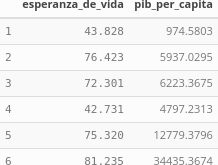 esperanza_de_vida pib_per_capita
1 43.828 974.5803
2 76.423 5937.0295
3 72.301 6223.3675
4 42.731 4797.2313
5 75.320 12779.3796
6 81.235 34435.3674